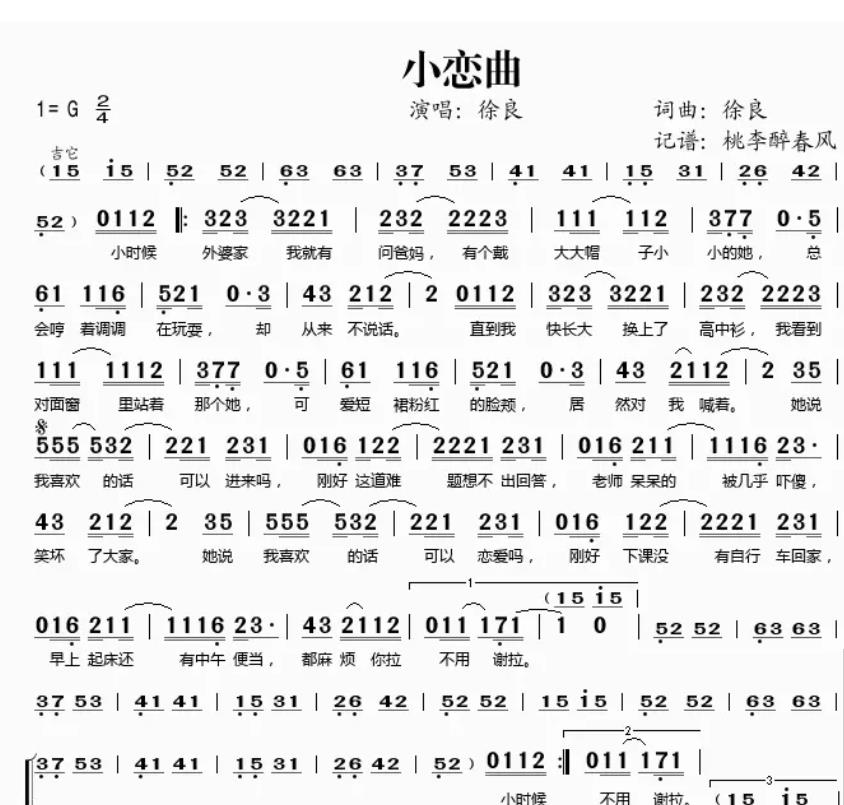 小恋曲
1= G 2/4 演唱：徐良 词曲：徐良
记谱：桃李醉春风
吉它
( 15 i5 | 52 52 | 63 63 | 37 53 | 41 41 | 15 31 | 26 42 |
52 ) 0112 ‖: 323 3221 | 232 2223 | 111 112 | 377 0·5 |
小时候 外婆家 我就有 问爸妈， 有个戴 大大帽 子小 小的她， 总
61 116 | 521 0·3 | 43 212 | 2 0112 | 323 3221 | 232 2223 |
会哼 着调调 在玩耍， 却 从来 不说话。 直到我 快长大 换上了 高中衫， 我看到
111 1112 | 377 0·5 | 61 116 | 521 0·3 | 43 2112 | 2 35 |
对面窗 里站着 那个她， 可 爱短 裙粉红 的脸颊， 居 然对 我 喊着。 她说
𝄋
555 532 | 221 231 | 016 122 | 2221 231 | 016 211 | 1116 23· |
我喜欢 的话 可以 进来吗， 刚好 这道难 题想不 出回答， 老师 呆呆的 被几乎 吓傻，
43 212 | 2 35 | 555 532 | 221 231 | 016 122 | 2221 231 |
笑坏 了大家。 她说 我喜欢 的话 可以 恋爱吗， 刚好 下课没 有自行 车回家，
1
( 15 i5 |
016 211 | 1116 23· | 43 2112 | 011 171 | 1 0 | 52 52 | 63 63 |
早上 起床还 有中午 便当， 都麻 烦 你拉 不用 谢拉。
37 53 | 41 41 | 15 31 | 26 42 | 52 52 | 15 i5 | 52 52 | 63 63 |
2
37 53 | 41 41 | 15 31 | 26 42 | 52 ) 0112 :‖ 011 171 |
3
小时候 不用 谢拉。 ( 15 i5 |